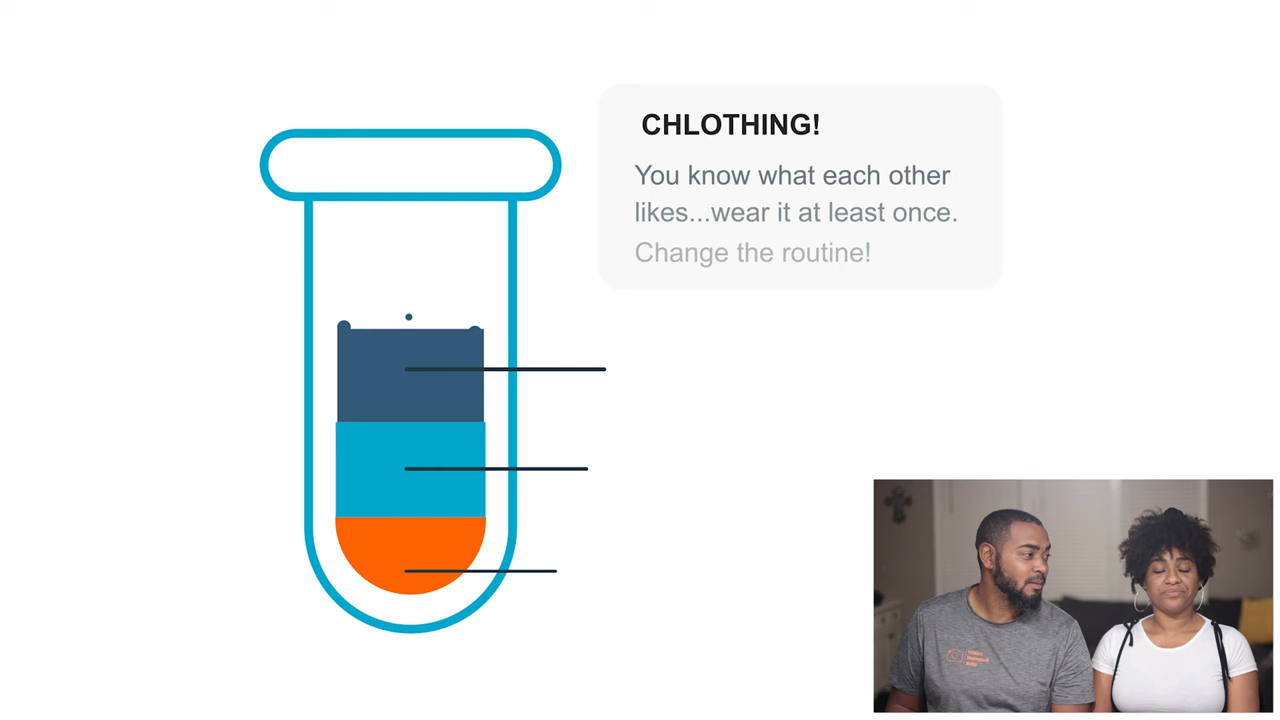 CHLOTHING!
You know what each other
likes...wear it at least once.
Change the routine!